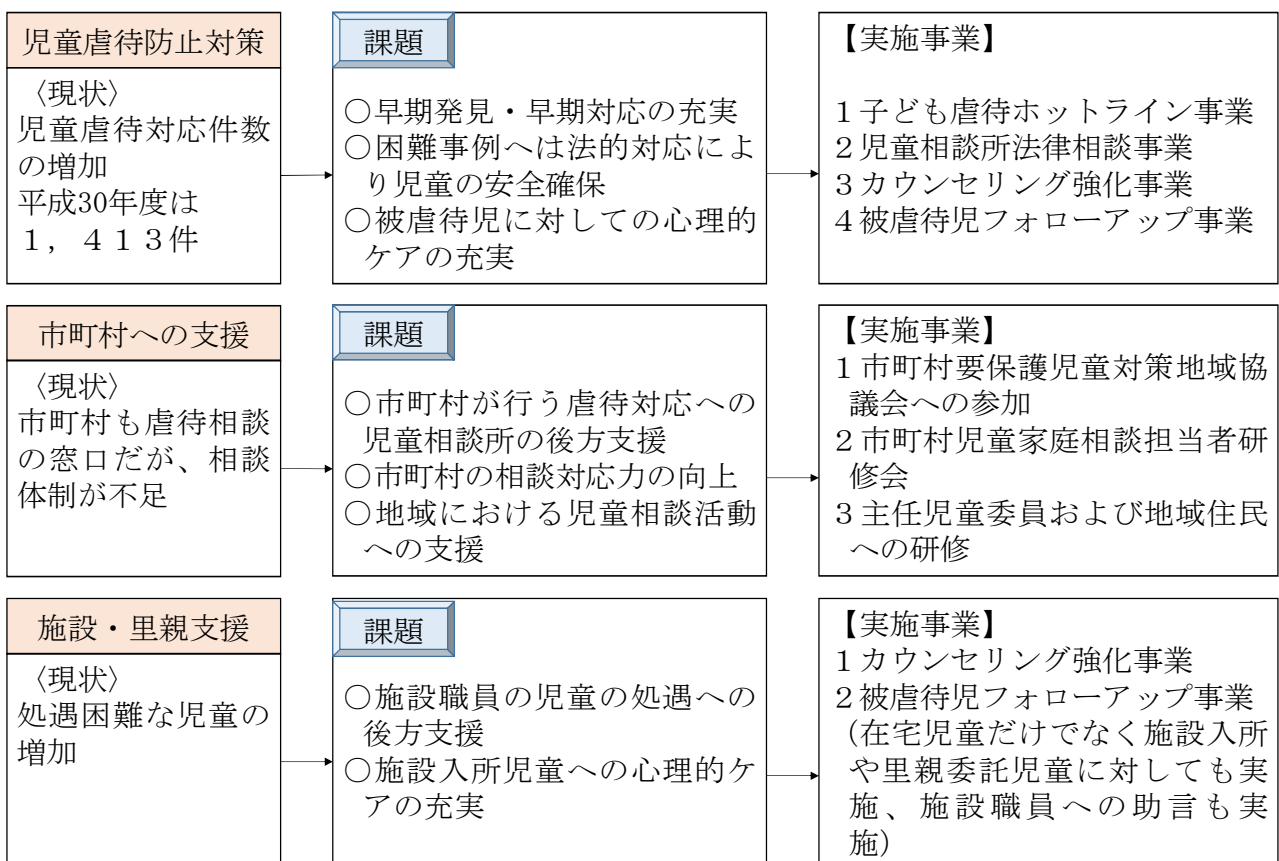 児童虐待防止対策
〈現状〉
児童虐待対応件数
の増加
平成30年度は
１，４１３件
課題
○早期発見・早期対応の充実
○困難事例へは法的対応によ
り児童の安全確保
○被虐待児に対しての心理的
ケアの充実
【実施事業】
１子ども虐待ホットライン事業
２児童相談所法律相談事業
３カウンセリング強化事業
４被虐待児フォローアップ事業
市町村への支援
〈現状〉
市町村も虐待相談
の窓口だが、相談
体制が不足
課題
○市町村が行う虐待対応への
児童相談所の後方支援
○市町村の相談対応力の向上
○地域における児童相談活動
への支援
【実施事業】
１市町村要保護児童対策地域協
議会への参加
２市町村児童家庭相談担当者研
修会
３主任児童委員および地域住民
への研修
施設・里親支援
〈現状〉
処遇困難な児童の
増加
課題
○施設職員の児童の処遇への
後方支援
○施設入所児童への心理的ケ
アの充実
【実施事業】
１カウンセリング強化事業
２被虐待児フォローアップ事業
(在宅児童だけでなく施設入所
や里親委託児童に対しても実
施、施設職員への助言も実
施)